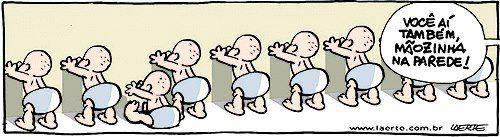 VOCÊ AÍ
TAMBÉM,
MÃOZINHA
NA PAREDE!
www.laerte.com.br
LAERTE